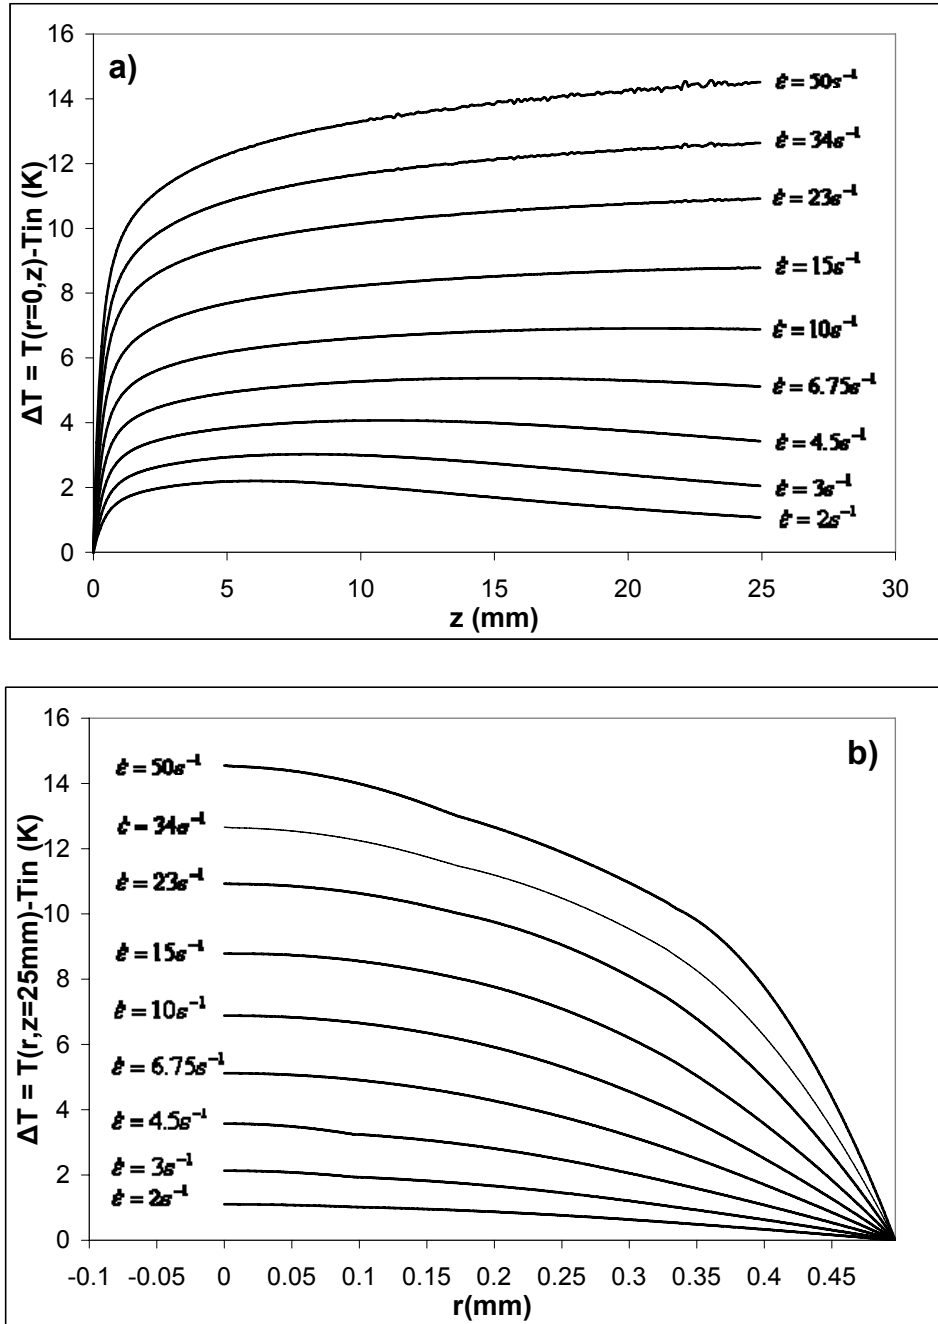 a)
16
14
12
10
8
6
4
2
0
ΔT = T(r=0,z)-Tin (K)
ε̇ = 50s⁻¹
ε̇ = 34s⁻¹
ε̇ = 23s⁻¹
ε̇ = 15s⁻¹
ε̇ = 10s⁻¹
ε̇ = 6.75s⁻¹
ε̇ = 4.5s⁻¹
ε̇ = 3s⁻¹
ε̇ = 2s⁻¹
0 5 10 15 20 25 30
z (mm)
b)
16
14
12
10
8
6
4
2
0
ΔT = T(r,z=25mm)-Tin (K)
ε̇ = 50s⁻¹
ε̇ = 34s⁻¹
ε̇ = 23s⁻¹
ε̇ = 15s⁻¹
ε̇ = 10s⁻¹
ε̇ = 6.75s⁻¹
ε̇ = 4.5s⁻¹
ε̇ = 3s⁻¹
ε̇ = 2s⁻¹
-0.1 -0.05 0 0.05 0.1 0.15 0.2 0.25 0.3 0.35 0.4 0.45
r(mm)